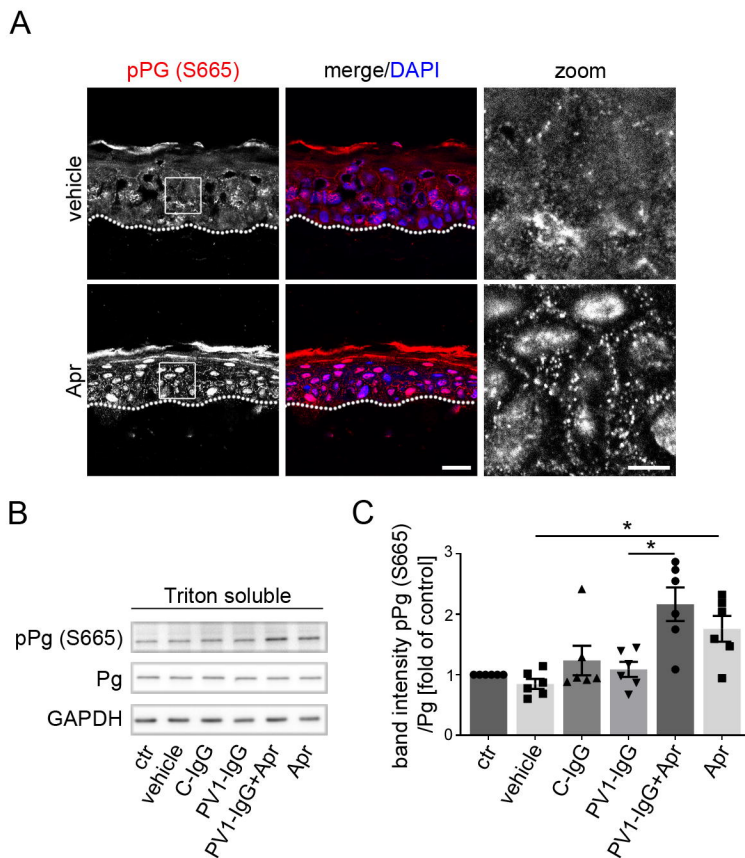 A
pPG (S665)
merge/DAPI
zoom
vehicle
Apr
B
Triton soluble
pPg (S665)
Pg
GAPDH
ctr
vehicle
C-IgG
PV1-IgG
PV1-IgG+Apr
Apr
C
band intensity pPg (S665)
/Pg [fold of control]
3
2
1
0
*
*
ctr
vehicle
C-IgG
PV1-IgG
PV1-IgG+Apr
Apr